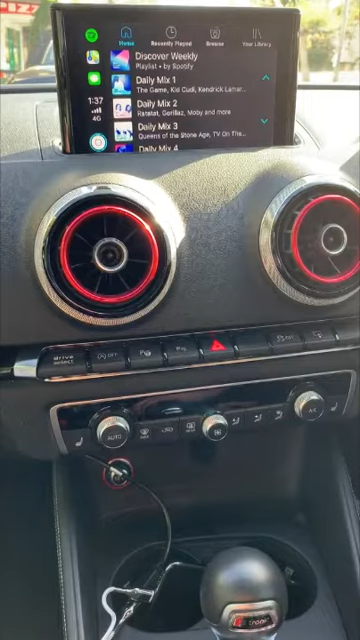 Home
Recently Played
Browse
Your Library
Discover Weekly
Playlist • by Spotify
Daily Mix 1
The Game, Kid Cudi, Kendrick Lamar...
Daily Mix 2
Ratatat, Gorillaz, Moby and more
Daily Mix 3
Queens of the Stone Age, TV On The...
Daily Mix 4
1:37
4G
drive
select
OFF
AUTO
A/C